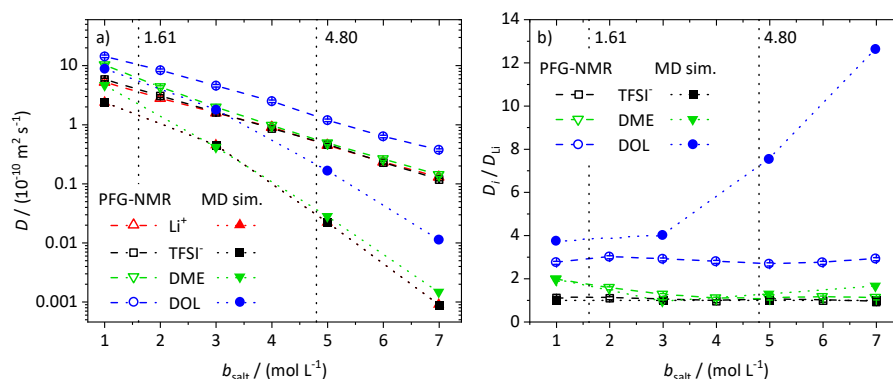 a)
1.61
4.80
10
1
0.1
0.01
0.001
D / (10⁻¹⁰ m² s⁻¹)
PFG-NMR MD sim.
Li⁺
TFSI⁻
DME
DOL
1 2 3 4 5 6 7
b_salt / (mol L⁻¹)
b)
1.61
4.80
14
12
10
8
6
4
2
0
D_i / D_Li
PFG-NMR MD sim.
TFSI⁻
DME
DOL
1 2 3 4 5 6 7
b_salt / (mol L⁻¹)